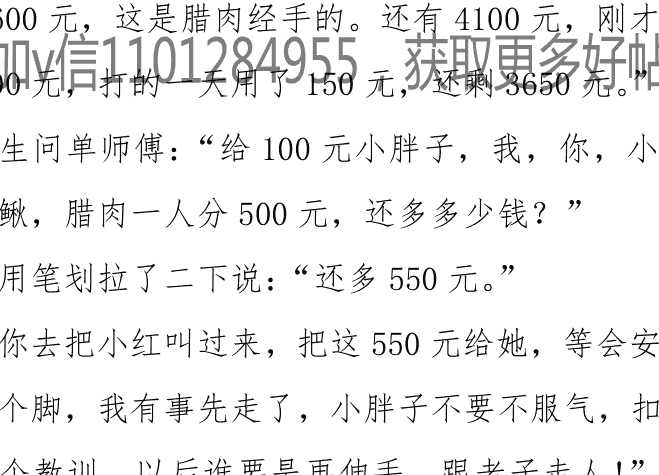 600 元，这是腊肉经手的。还有 4100 元，刚才
加v信1101284955，获取更多好帖
00 元，打的一天用了 150 元，还剩 3650 元。”
生问单师傅：“给 100 元小胖子，我，你，小
鳅，腊肉一人分 500 元，还多多少钱？”
用笔划拉了二下说：“还多 550 元。”
你去把小红叫过来，把这 550 元给她，等会安
个脚，我有事先走了，小胖子不要不服气，扣
个教训，以后谁要是再伸手，跟老子走人！”